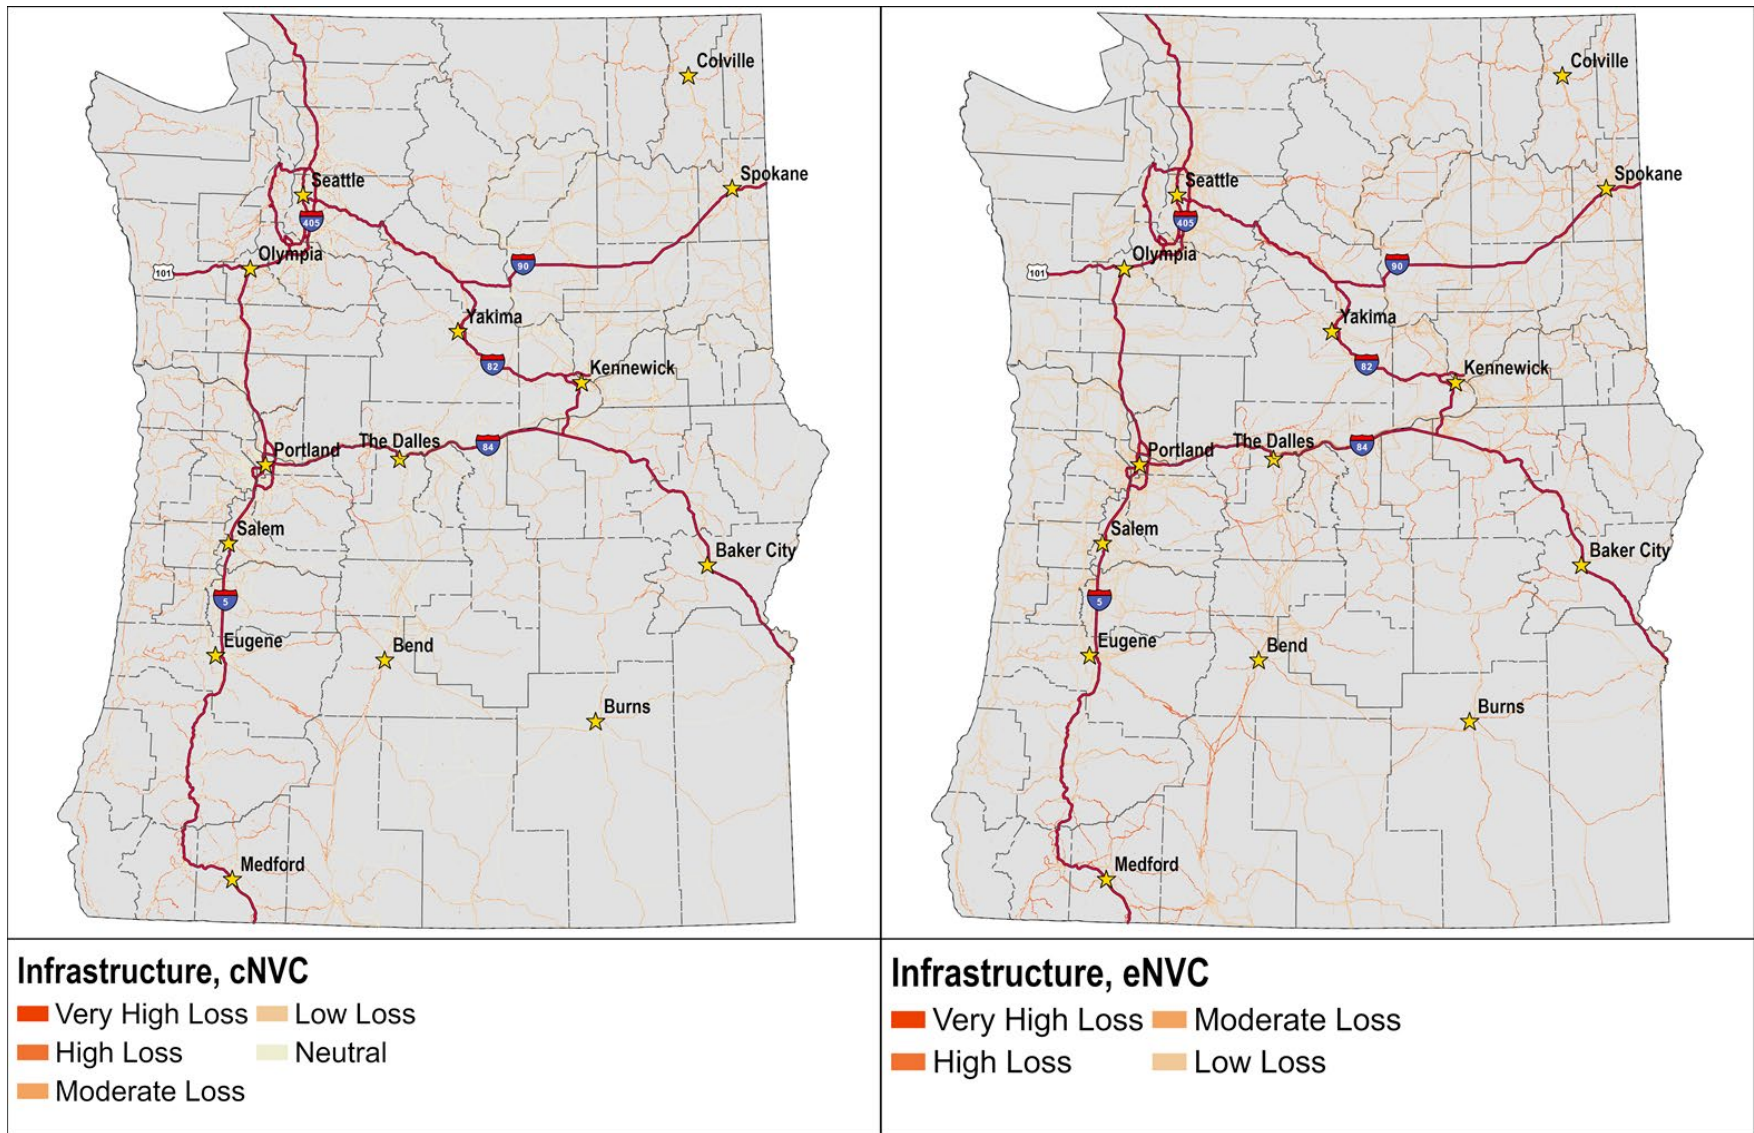 Colville
Spokane
Seattle
405
Olympia
101
90
Yakima
82
Kennewick
Portland
The Dalles
84
Salem
Baker City
5
Eugene
Bend
Burns
Medford
Infrastructure, cNVC
Very High Loss
Low Loss
High Loss
Neutral
Moderate Loss
Colville
Spokane
Seattle
405
Olympia
101
90
Yakima
82
Kennewick
Portland
The Dalles
84
Salem
Baker City
5
Eugene
Bend
Burns
Medford
Infrastructure, eNVC
Very High Loss
Moderate Loss
High Loss
Low Loss